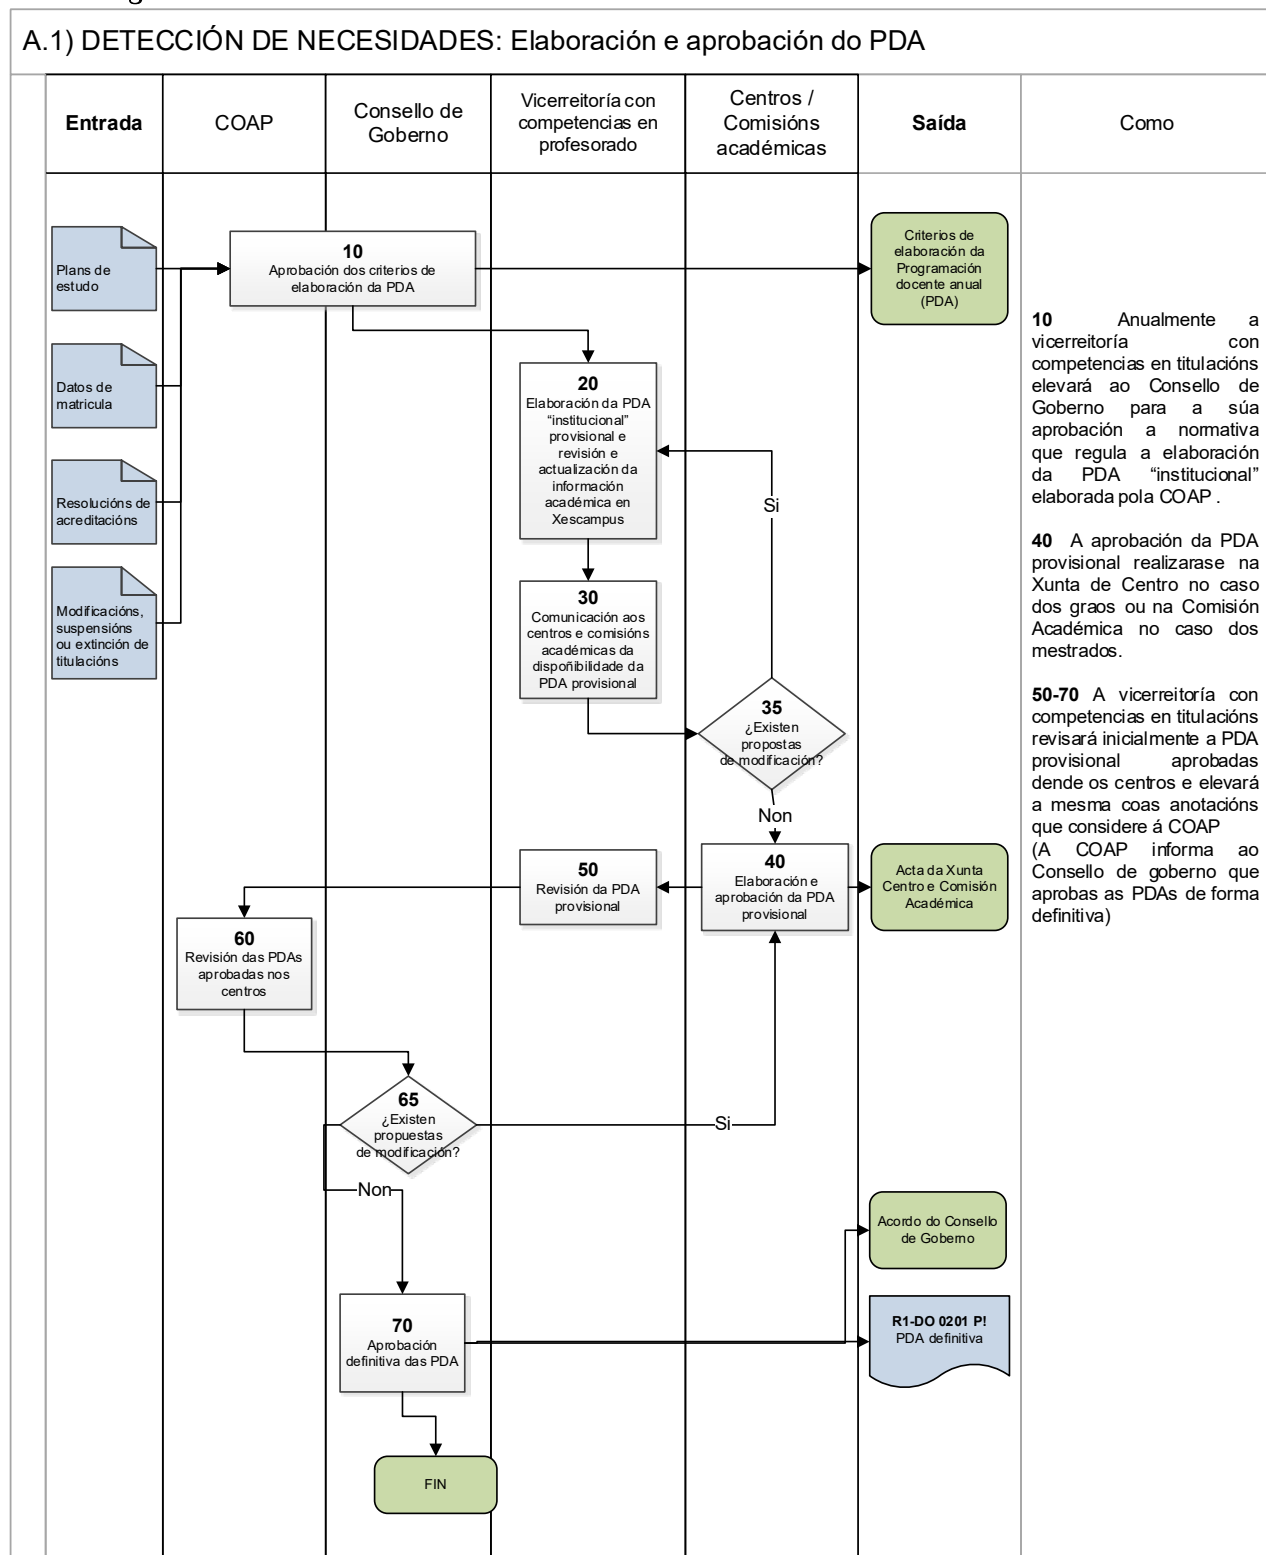 A.1) DETECCIÓN DE NECESIDADES: Elaboración e aprobación do PDA
Entrada
COAP
Consello de
Goberno
Vicerreitoría con
competencias en
profesorado
Centros /
Comisións
académicas
Saída
Como
Plans de
estudo
Datos de
matricula
Resolucións de
acreditacións
Modificacións,
suspensións
ou extinción de
titulacións
10
Aprobación dos criterios de
elaboración da PDA
Criterios de
elaboración da
Programación
docente anual
(PDA)
20
Elaboración da PDA
“institucional”
provisional e
revisión e
actualización da
información
académica en
Xescampus
Si
30
Comunicación aos
centros e comisións
académicas da
dispoñibilidade da
PDA provisional
35
¿Existen
propostas
de modificación?
Non
40
Elaboración e
aprobación da PDA
provisional
50
Revisión da PDA
provisional
Acta da Xunta
Centro e Comisión
Académica
60
Revisión das PDAs
aprobadas nos
centros
65
¿Existen
propuestas
de modificación?
Si
Non
70
Aprobación
definitiva das PDA
Acordo do Consello
de Goberno
R1-DO 0201 P!
PDA definitiva
FIN
10 Anualmente a
vicerreitoría con
competencias en titulacións
elevará ao Consello de
Goberno para a súa
aprobación a normativa
que regula a elaboración
da PDA “institucional”
elaborada pola COAP .
40 A aprobación da PDA
provisional realizarase na
Xunta de Centro no caso
dos graos ou na Comisión
Académica no caso dos
mestrados.
50-70 A vicerreitoría con
competencias en titulacións
revisará inicialmente a PDA
provisional aprobadas
dende os centros e elevará
a mesma coas anotacións
que considere á COAP
(A COAP informa ao
Consello de goberno que
aprobas as PDAs de forma
definitiva)